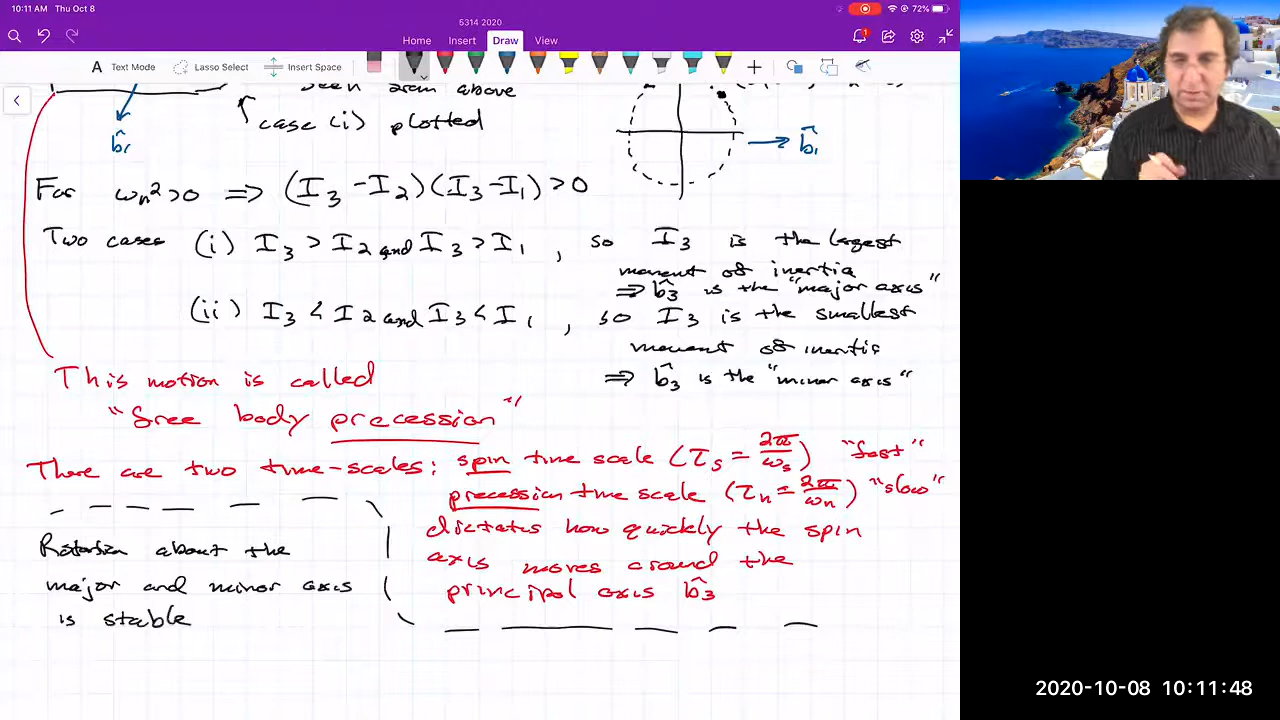 10:11 AM Thu Oct 8
72%
5314 2020
Home Insert Draw View
1
A Text Mode Lasso Select Insert Space
seen from above
case (i) plotted
b̂₁
b̂₁
For ωₙ² > 0 ⟹ (I₃ - I₂)(I₃ - I₁) > 0
Two cases (i) I₃ > I₂ and I₃ > I₁, so I₃ is the largest
moment of inertia
⟹ b̂₃ is the "major axis"
(ii) I₃ < I₂ and I₃ < I₁, so I₃ is the smallest
moment of inertia
⟹ b̂₃ is the "minor axis"
This motion is called
"free body precession"
There are two time-scales: spin time scale (τₛ = 2π/ωₛ) "fast"
precession time scale (τₙ = 2π/ωₙ) "slow"
dictates how quickly the spin
axis moves around the
principal axis b̂₃
Rotation about the
major and minor axis
is stable
2020-10-08 10:11:48